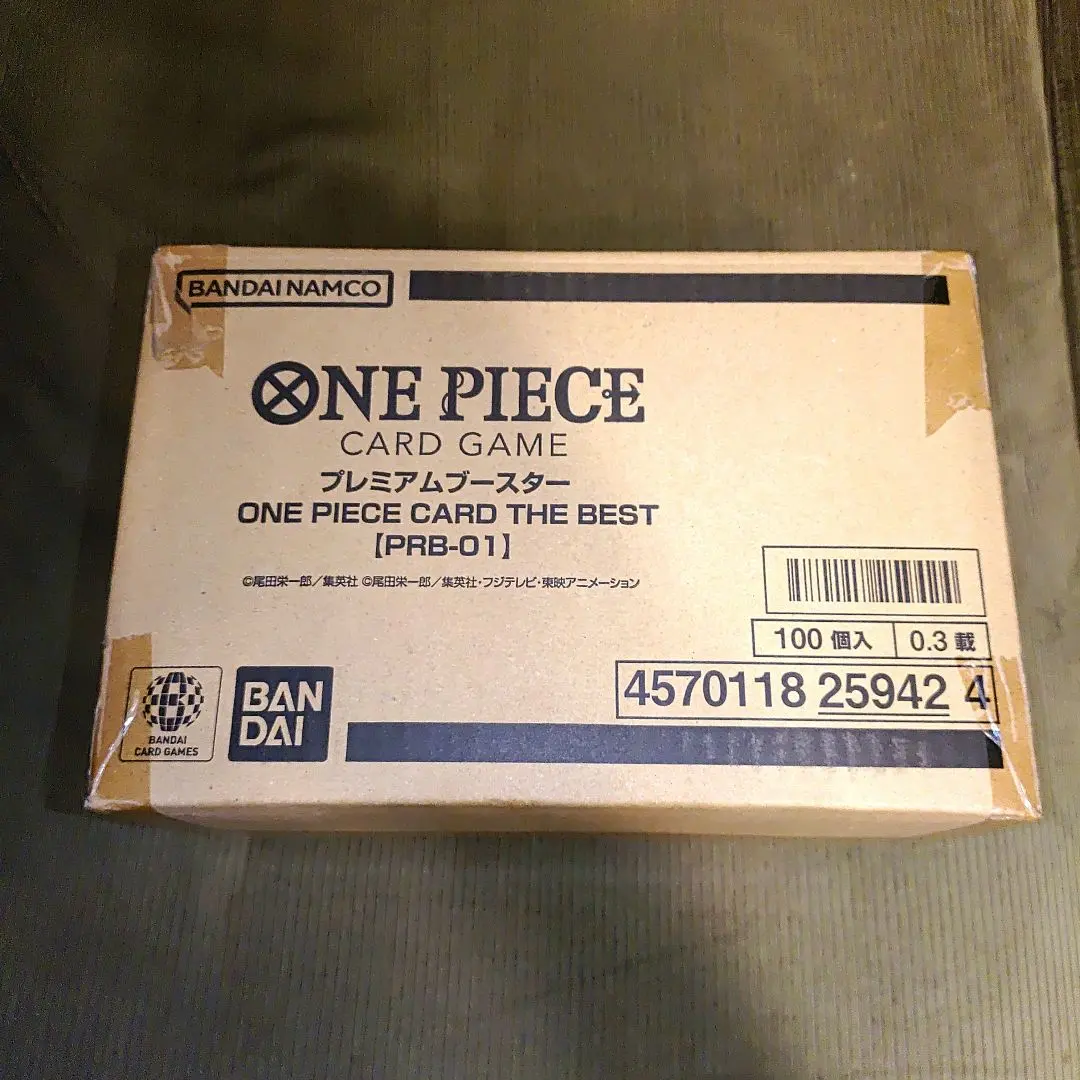 BANDAI NAMCO
ONE PIECE
CARD GAME
プレミアムブースター
ONE PIECE CARD THE BEST
【PRB-01】
©尾田栄一郎／集英社 ©尾田栄一郎／集英社・フジテレビ・東映アニメーション
100 個入 0.3 載
4570118 25942 4
BANDAI
CARD GAMES
BAN
DAI